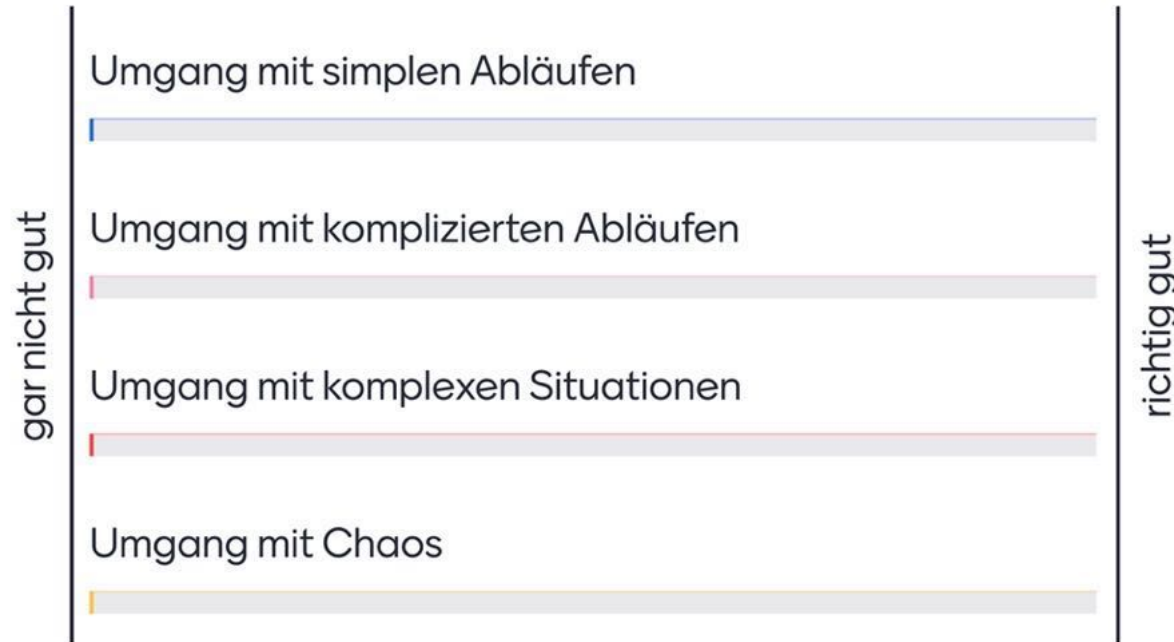 Umgang mit simplen Abläufen
Umgang mit komplizierten Abläufen
Umgang mit komplexen Situationen
Umgang mit Chaos
gar nicht gut
richtig gut